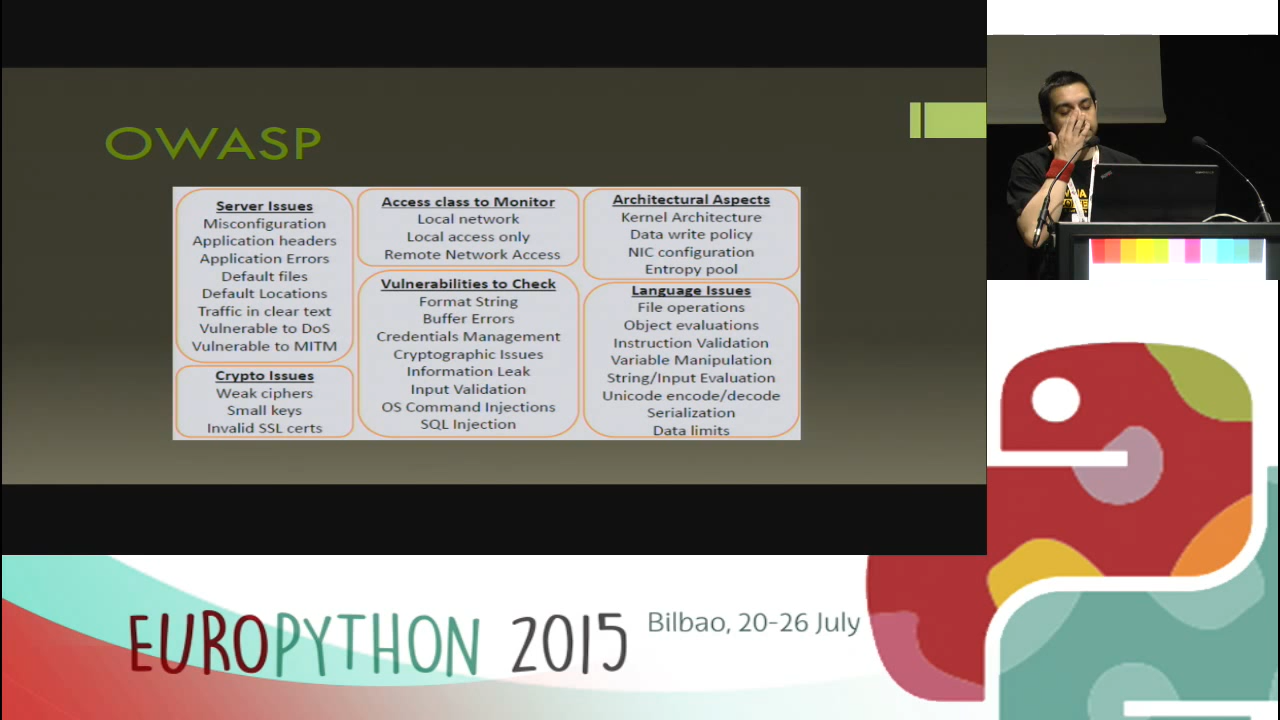 OWASP
Server Issues
Misconfiguration
Application headers
Application Errors
Default files
Default Locations
Traffic in clear text
Vulnerable to DoS
Vulnerable to MITM
Crypto Issues
Weak ciphers
Small keys
Invalid SSL certs
Access class to Monitor
Local network
Local access only
Remote Network Access
Vulnerabilities to Check
Format String
Buffer Errors
Credentials Management
Cryptographic Issues
Information Leak
Input Validation
OS Command Injections
SQL Injection
Architectural Aspects
Kernel Architecture
Data write policy
NIC configuration
Entropy pool
Language Issues
File operations
Object evaluations
Instruction Validation
Variable Manipulation
String/Input Evaluation
Unicode encode/decode
Serialization
Data limits
EUROPYTHON 2015
Bilbao, 20-26 July